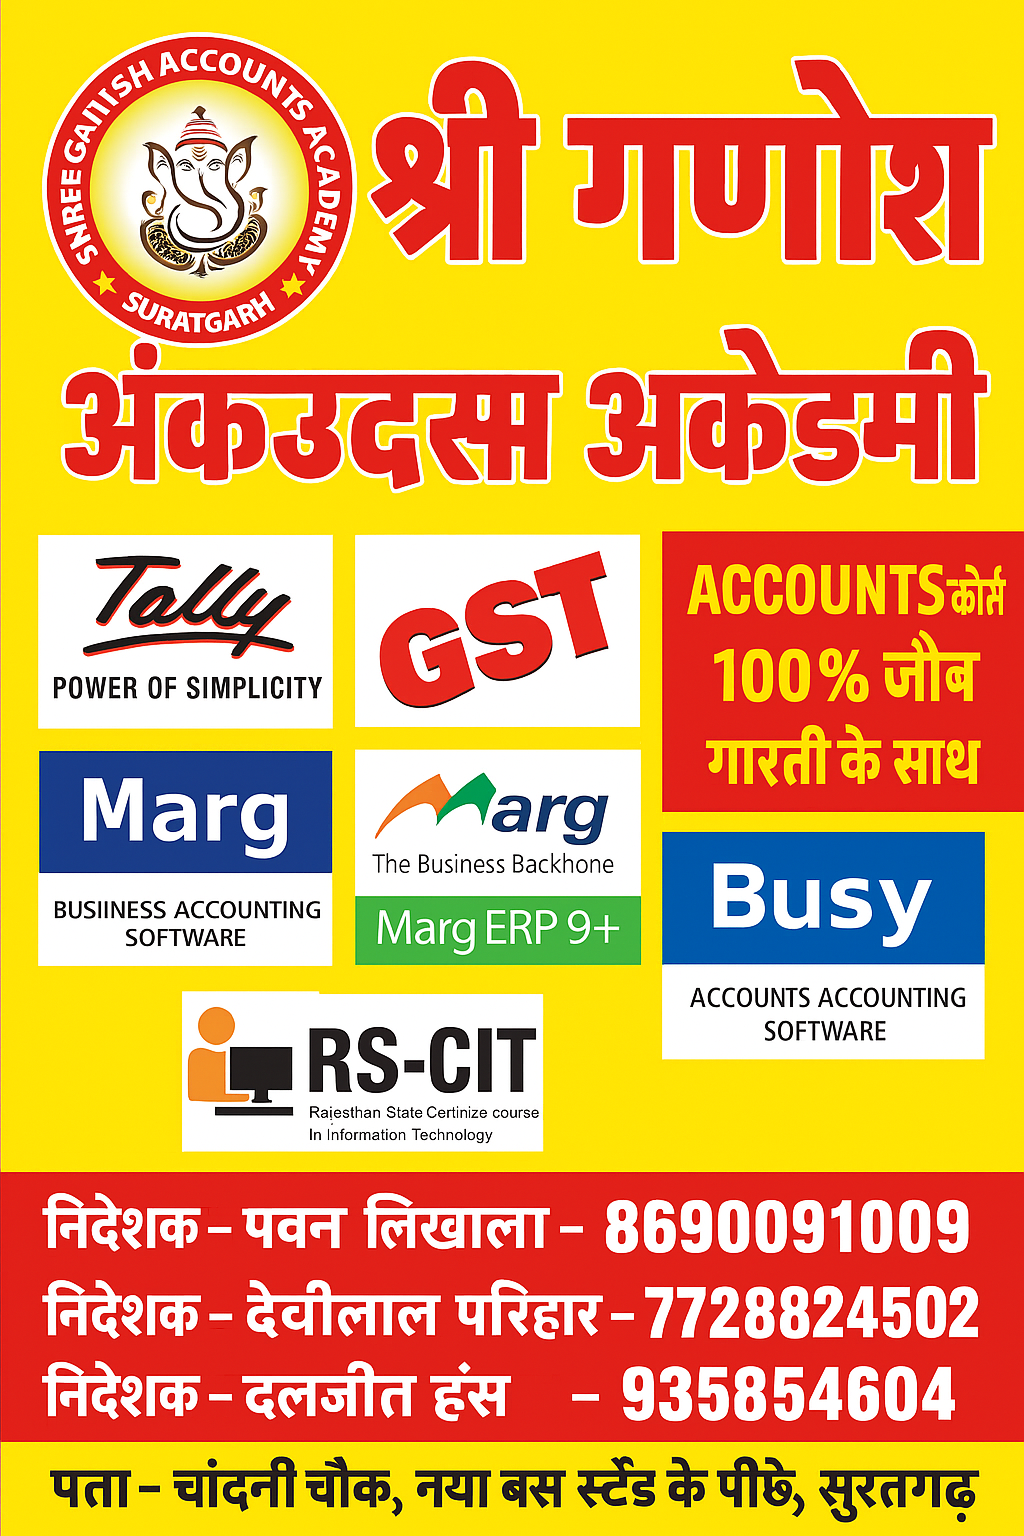 SNREE GANISH ACCOUNTS ACADEMY
SURATGARH
श्री गणोश
अंकउदस्स अकेडमी
Tally
POWER OF SIMPLICITY
GST
ACCOUNTS कोर्स
100% जौब
गारती के साथ
Marg
BUSIINESS ACCOUNTING
SOFTWARE
Marg
The Business Backhone
Marg ERP 9+
Busy
ACCOUNTS ACCOUNTING
SOFTWARE
RS-CIT
Rajesthan State Certinize course
In Information Technology
निदेशक – पवन लिखाला – 8690091009
निदेशक – देवीलाल परिहार – 7728824502
निदेशक – दलजीत हंस – 935854604
पता – चांदनी चौक, नया बस स्टेंड के पीछे, सुरतगढ़